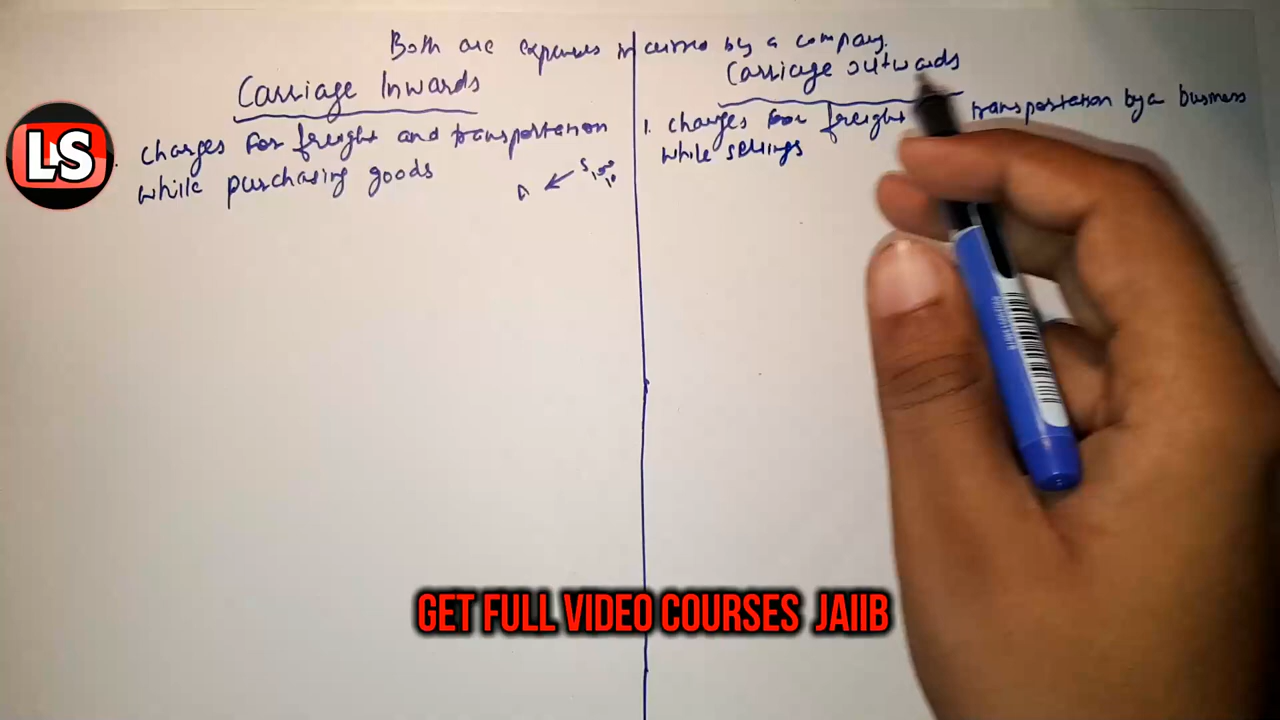 Both are expenses incurred by a company.
Carriage Inwards
charges for freight and transportation
while purchasing goods
Carriage outwards
1. charges for freight transportation by a business
while sellings
LS
GET FULL VIDEO COURSES JAIIB